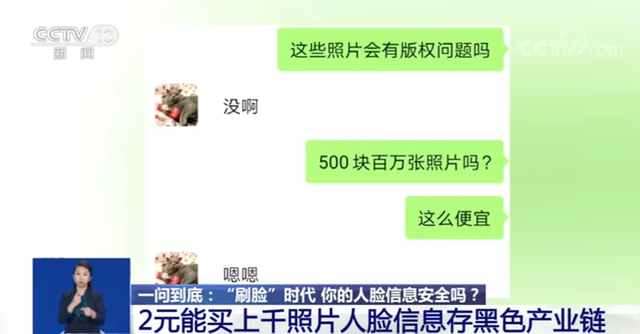 CCTV 13
新闻
CCTV.com
这些照片会有版权问题吗
没啊
500块百万张照片吗?
这么便宜
嗯嗯
一问到底：“刷脸”时代 你的人脸信息安全吗？
2元能买上千照片人脸信息存黑色产业链